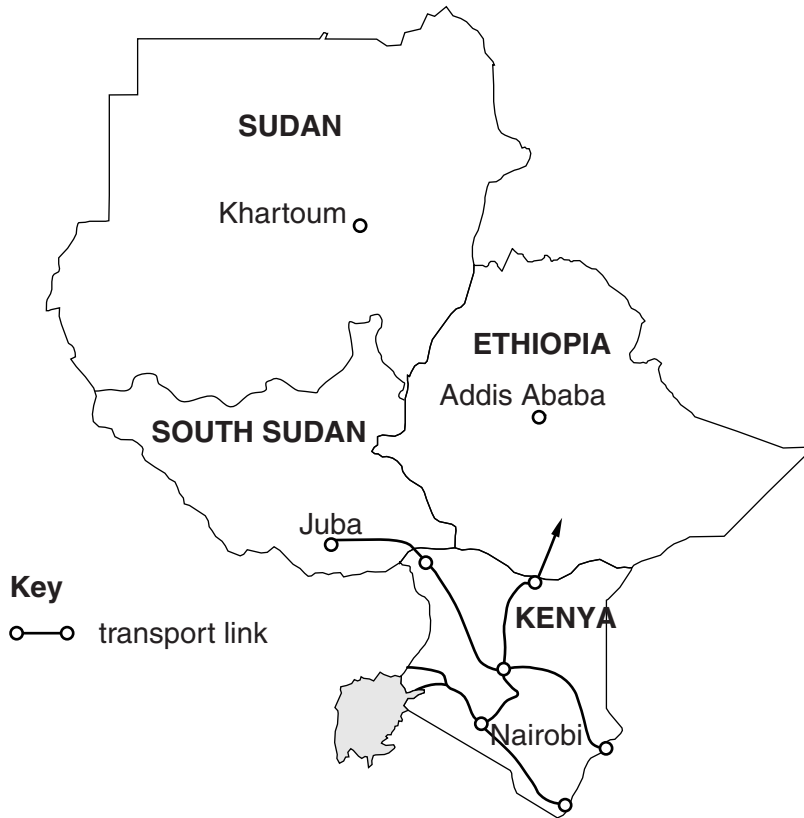 SUDAN
Khartoum
ETHIOPIA
Addis Ababa
SOUTH SUDAN
Juba
Key
transport link
KENYA
Nairobi